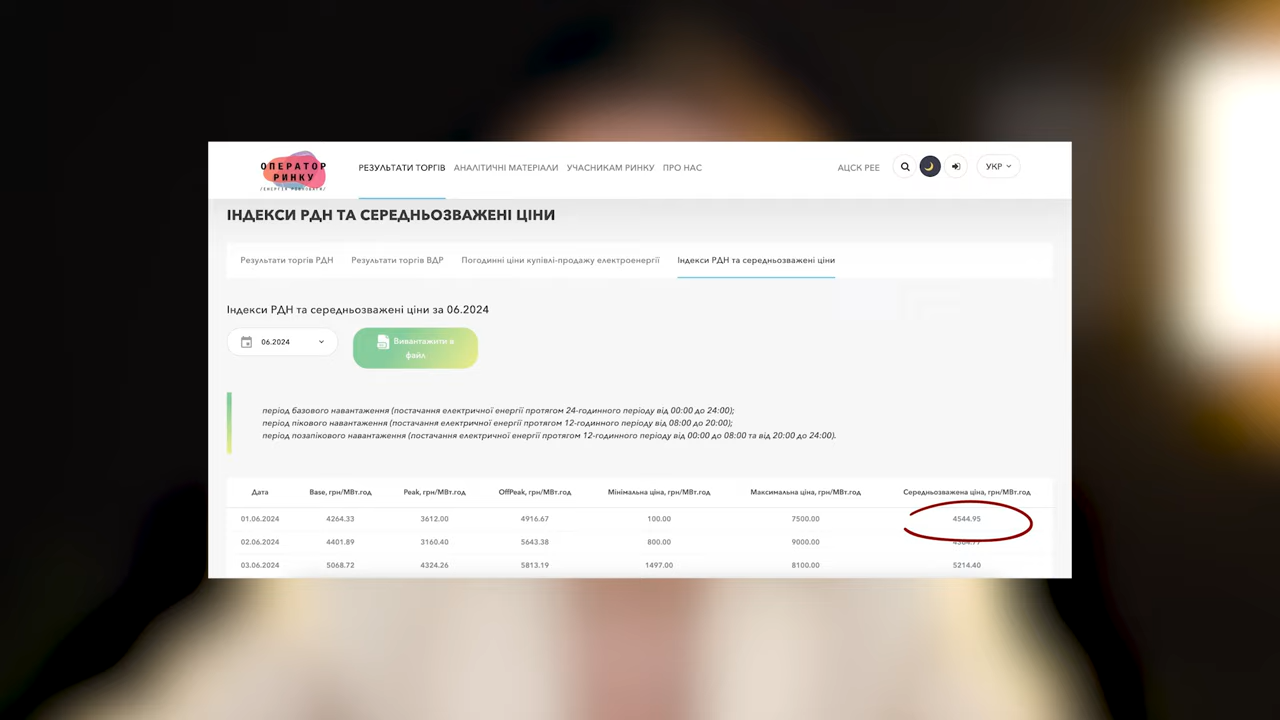 ОПЕРАТОР
РИНКУ
РЕЗУЛЬТАТИ ТОРГІВ АНАЛІТИЧНІ МАТЕРІАЛИ УЧАСНИКАМ РИНКУ ПРО НАС АЦСК РЕЕ УКР
ІНДЕКСИ РДН ТА СЕРЕДНЬОЗВАЖЕНІ ЦІНИ
Результати торгів РДН Результати торгів ВДР Погодинні ціни купівлі-продажу електроенергії Індекси РДН та середньозважені ціни
Індекси РДН та середньозважені ціни за 06.2024
06.2024
Вивантажити в
файл
період базового навантаження (постачання електричної енергії протягом 24-годинного періоду від 00:00 до 24:00);
період пікового навантаження (постачання електричної енергії протягом 12-годинного періоду від 08:00 до 20:00);
період позапікового навантаження (постачання електричної енергії протягом 12-годинного періоду від 00:00 до 08:00 та від 20:00 до 24:00).
Дата Base, грн/МВт.год Peak, грн/МВт.год OffPeak, грн/МВт.год Мінімальна ціна, грн/МВт.год Максимальна ціна, грн/МВт.год Середньозважена ціна, грн/МВт.год
01.06.2024 4264.33 3612.00 4916.67 100.00 7500.00 4544.95
02.06.2024 4401.89 3160.40 5643.38 800.00 9000.00
03.06.2024 5068.72 4324.26 5813.19 1497.00 8100.00 5214.40